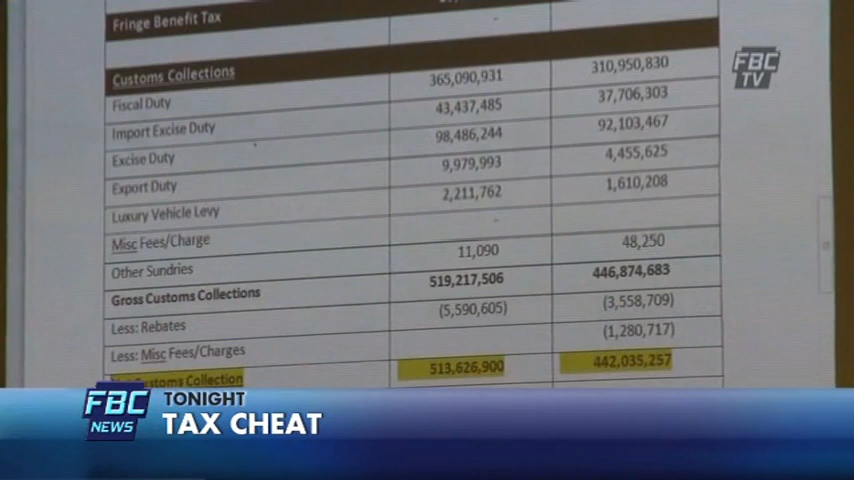 Fringe Benefit Tax
Customs Collections
Fiscal Duty 365,090,931 310,950,830
Import Excise Duty 43,437,485 37,706,303
Excise Duty 98,486,244 92,103,467
Export Duty 9,979,993 4,455,625
Luxury Vehicle Levy 2,211,762 1,610,208
Misc Fees/Charge -
Other Sundries 11,090 48,250
Gross Customs Collections 519,217,506 446,874,683
Less: Rebates (5,590,605) (3,558,709)
Less: Misc Fees/Charges (1,280,717)
Customs Collection 513,626,900 442,035,257
FBC
TV
FBC
NEWS
TONIGHT
TAX CHEAT